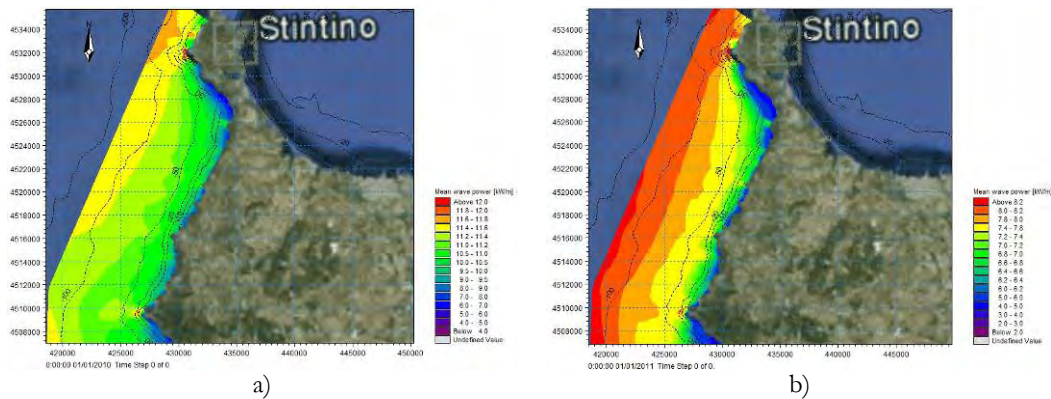 4534000
4532000
4530000
4528000
4526000
4524000
4522000
4520000
4518000
4516000
4514000
4512000
4510000
4508000
N
Stintino
420000 425000 430000 435000 440000 445000 450000
0:00:00 01/01/2010 Time Step 0 of 0.
Mean wave power [kW/m]
Above 12.0
11.8 - 12.0
11.6 - 11.8
11.4 - 11.6
11.2 - 11.4
11.0 - 11.2
10.5 - 11.0
10.0 - 10.5
9.5 - 10.0
9.0 - 9.5
8.0 - 9.0
7.0 - 8.0
6.0 - 7.0
5.0 - 6.0
4.0 - 5.0
Below 4.0
Undefined Value
a)
4534000
4532000
4530000
4528000
4526000
4524000
4522000
4520000
4518000
4516000
4514000
4512000
4510000
4508000
N
Stintino
420000 425000 430000 435000 440000 445000
0:00:00 01/01/2011 Time Step 0 of 0.
Mean wave power [kW/m]
Above 8.2
8.0 - 8.2
7.8 - 8.0
7.4 - 7.8
7.2 - 7.4
7.0 - 7.2
6.8 - 7.0
6.6 - 6.8
6.4 - 6.6
6.2 - 6.4
6.0 - 6.2
5.0 - 6.0
4.0 - 5.0
3.0 - 4.0
2.0 - 3.0
Below 2.0
Undefined Value
b)